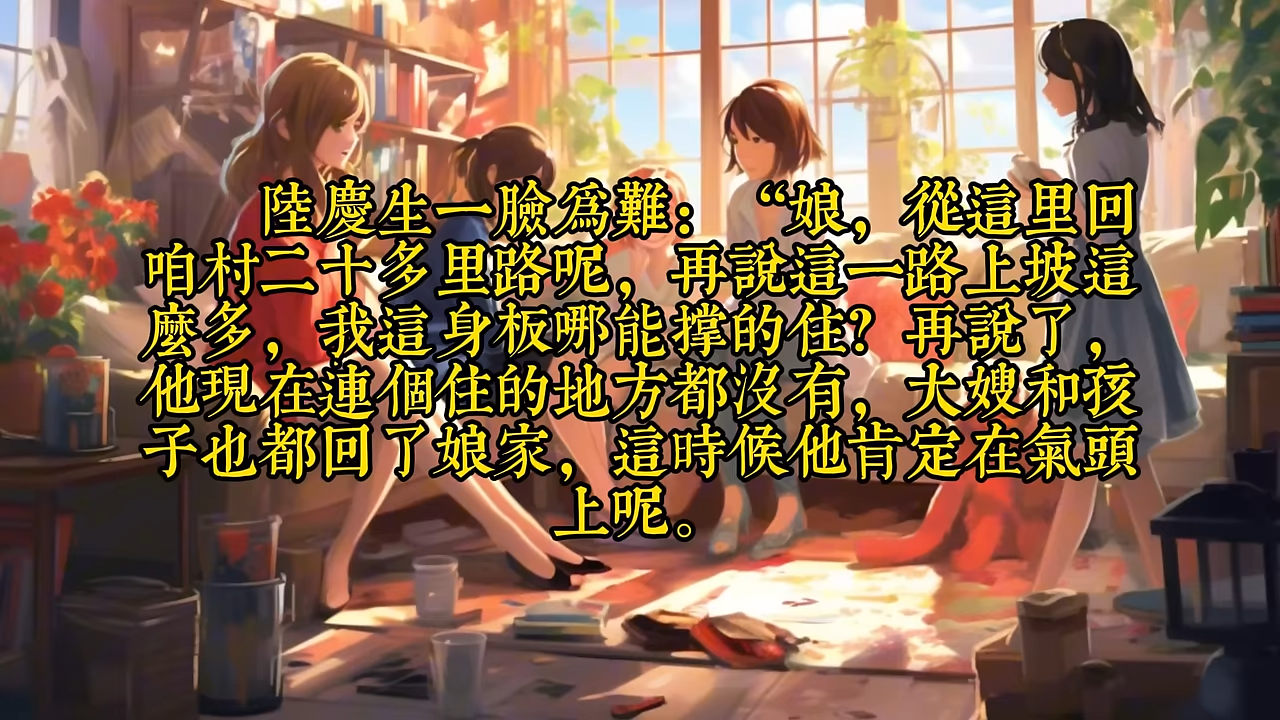 陸慶生一臉爲難：“娘，從這里回
咱村二十多里路呢，再說這一路上坡這
麼多，我這身板哪能撐的住？再說了，
他現在連個住的地方都沒有，大嫂和孩
子也都回了娘家，這時候他肯定在氣頭
上呢。